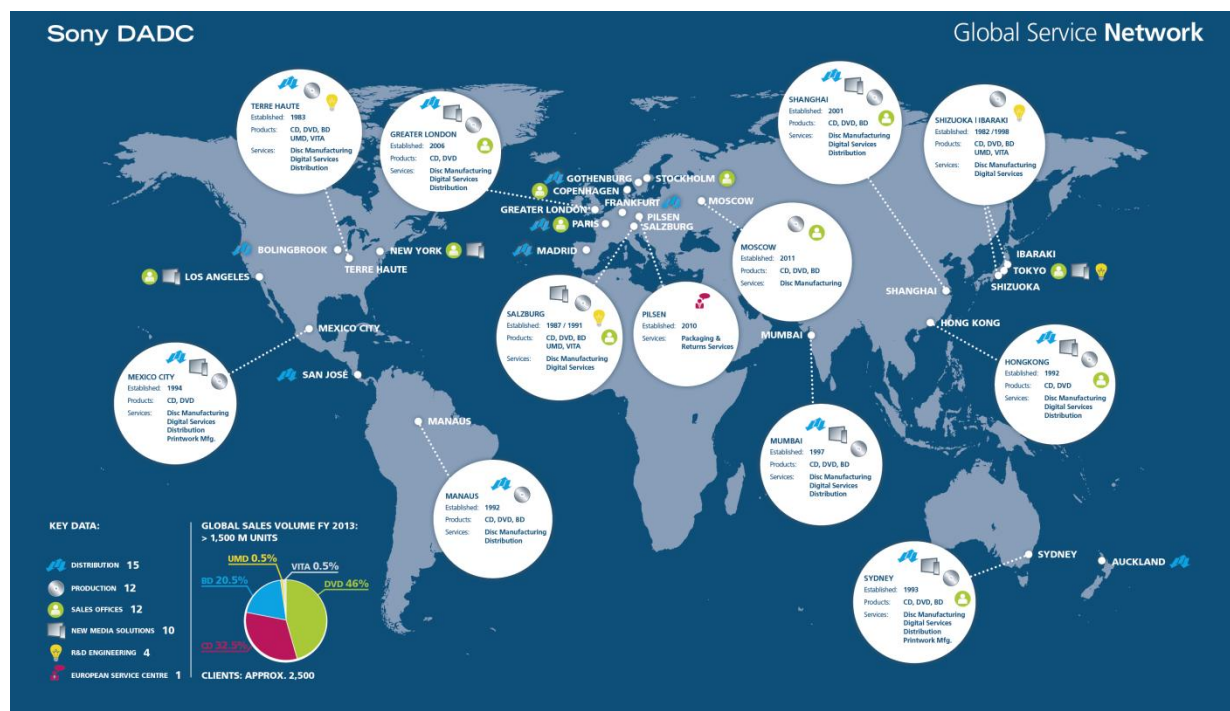 Sony DADC
Global Service Network
TERRE HAUTE
Established: 1983
Products: CD, DVD, BD
UMD, VITA
Services: Disc Manufacturing
Digital Services
Distribution
GREATER LONDON
Established: 2006
Products: CD, DVD
Services: Disc Manufacturing
Digital Services
Distribution
SHANGHAI
Established: 2001
Products: CD, DVD, BD
Services: Disc Manufacturing
Digital Services
Distribution
SHIZUOKA | IBARAKI
Established: 1982 /1998
Products: CD, DVD, BD
UMD, VITA
Services: Disc Manufacturing
Digital Services
GOTHENBURG
STOCKHOLM
COPENHAGEN
FRANKFURT
MOSCOW
GREATER LONDON
PILSEN
PARIS
SALZBURG
BOLINGBROK
NEW YORK
MADRID
TERRE HAUTE
LOS ANGELES
MOSCOW
Established: 2011
Products: CD, DVD, BD
Services: Disc Manufacturing
IBARAKI
TOKYO
SHIZUOKA
SHANGHAI
MEXICO CITY
SALZBURG
Established: 1987 / 1991
Products: CD, DVD, BD
UMD, VITA
Services: Disc Manufacturing
Digital Services
PILSEN
Established: 2010
Services: Packaging &
Returns Services
MUMBAI
HONG KONG
MEXICO CITY
Established: 1994
Products: CD, DVD
Services: Disc Manufacturing
Digital Services
Distribution
Printwork Mfg.
SAN JOSÉ
HONGKONG
Established: 1992
Products: CD, DVD
Services: Disc Manufacturing
Digital Services
Distribution
MANAUS
MUMBAI
Established: 1997
Products: CD, DVD, BD
Services: Disc Manufacturing
Digital Services
Distribution
MANAUS
Established: 1992
Products: CD, DVD, BD
Services: Disc Manufacturing
Distribution
SYDNEY
AUCKLAND
SYDNEY
Established: 1993
Products: CD, DVD, BD
Services: Disc Manufacturing
Digital Services
Distribution
Printwork Mfg.
KEY DATA:
DISTRIBUTION 15
PRODUCTION 12
SALES OFFICES 12
NEW MEDIA SOLUTIONS 10
R&D ENGINEERING 4
EUROPEAN SERVICE CENTRE 1
GLOBAL SALES VOLUME FY 2013:
> 1,500 M UNITS
UMD 0.5%
VITA 0.5%
BD 20.5%
DVD 46%
CD 32.5%
CLIENTS: APPROX. 2,500